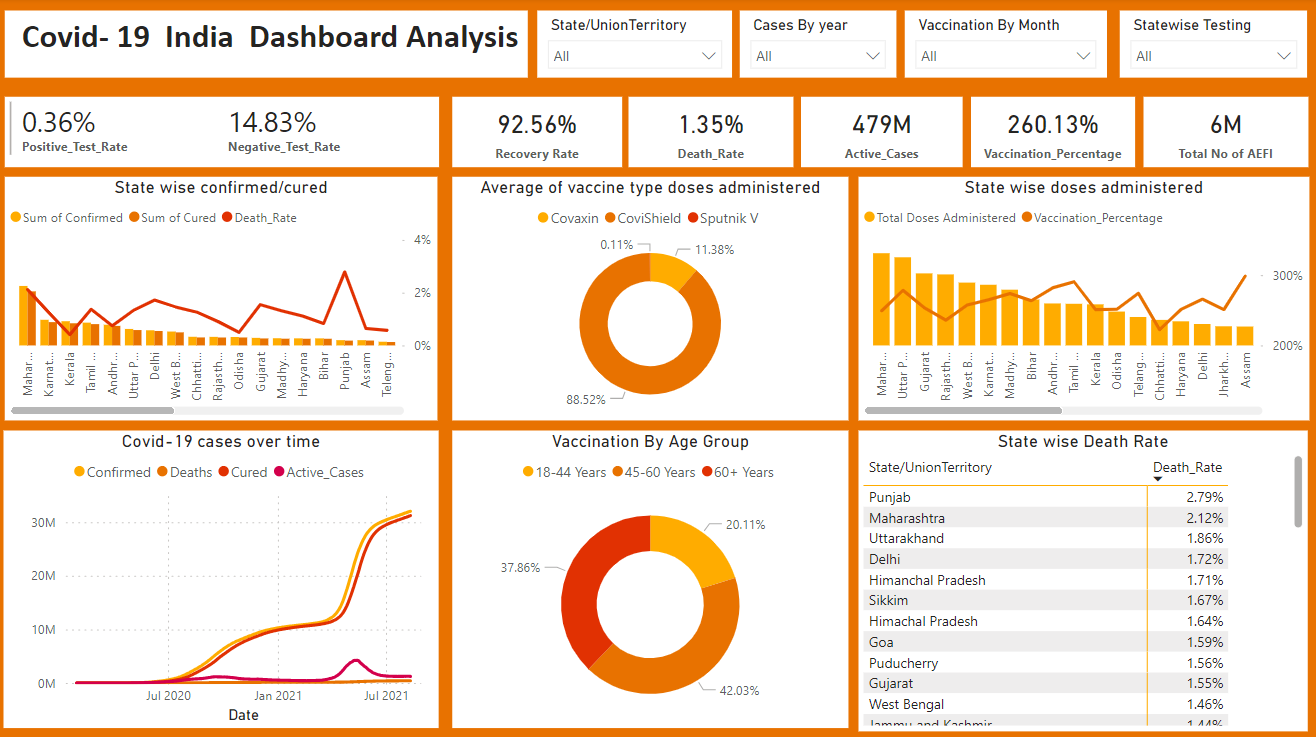 Covid- 19 India Dashboard Analysis
State/UnionTerritory
All
Cases By year
All
Vaccination By Month
All
Statewise Testing
All
0.36%
Positive_Test_Rate
14.83%
Negative_Test_Rate
92.56%
Recovery Rate
1.35%
Death_Rate
479M
Active_Cases
260.13%
Vaccination_Percentage
6M
Total No of AEFI
State wise confirmed/cured
Sum of Confirmed Sum of Cured Death_Rate
4%
2%
0%
Mahar...
Karnat...
Kerala
Tamil ...
Andhr...
Uttar P...
Delhi
West B...
Chhatti...
Rajasth...
Odisha
Gujarat
Madhy...
Haryana
Bihar
Punjab
Assam
Teleng...
Average of vaccine type doses administered
Covaxin CoviShield Sputnik V
0.11%
11.38%
88.52%
State wise doses administered
Total Doses Administered Vaccination_Percentage
300%
200%
Mahar...
Uttar P...
Gujarat
Rajasth...
West B...
Karnat...
Madhy...
Bihar
Andhr...
Tamil ...
Kerala
Odisha
Telang...
Chhatti...
Haryana
Delhi
Jharkh...
Assam
Covid-19 cases over time
Confirmed Deaths Cured Active_Cases
30M
20M
10M
0M
Jul 2020 Jan 2021 Jul 2021
Date
Vaccination By Age Group
18-44 Years 45-60 Years 60+ Years
20.11%
37.86%
42.03%
State wise Death Rate
State/UnionTerritory Death_Rate
Punjab 2.79%
Maharashtra 2.12%
Uttarakhand 1.86%
Delhi 1.72%
Himanchal Pradesh 1.71%
Sikkim 1.67%
Himachal Pradesh 1.64%
Goa 1.59%
Puducherry 1.56%
Gujarat 1.55%
West Bengal 1.46%
Jammu and Kashmir 1.44%